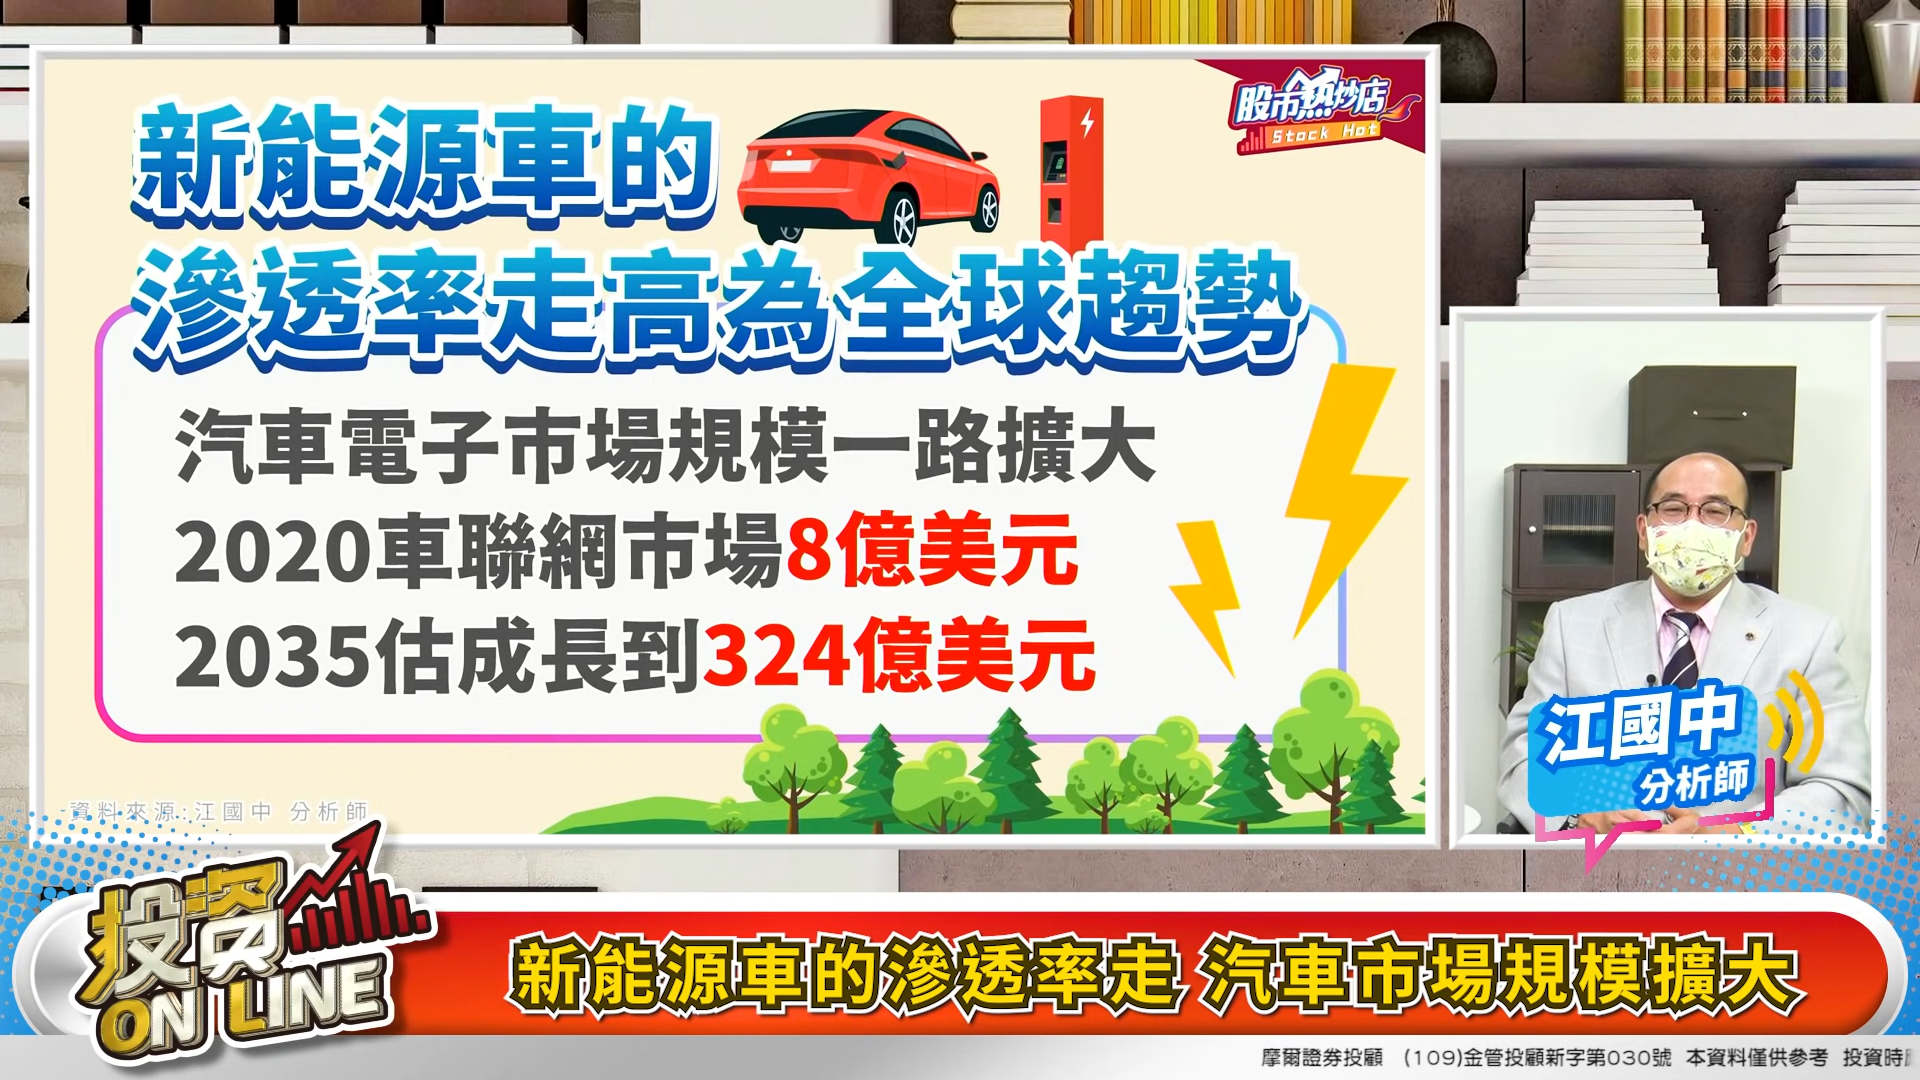 股市熱炒店
Stock Hot
新能源車的
滲透率走高為全球趨勢
汽車電子市場規模一路擴大
2020車聯網市場8億美元
2035估成長到324億美元
資料來源:江國中 分析師
江國中
分析師
投資
ON LINE
新能源車的滲透率走 汽車市場規模擴大
摩爾證券投顧 (109)金管投顧新字第030號 本資料僅供參考 投資時